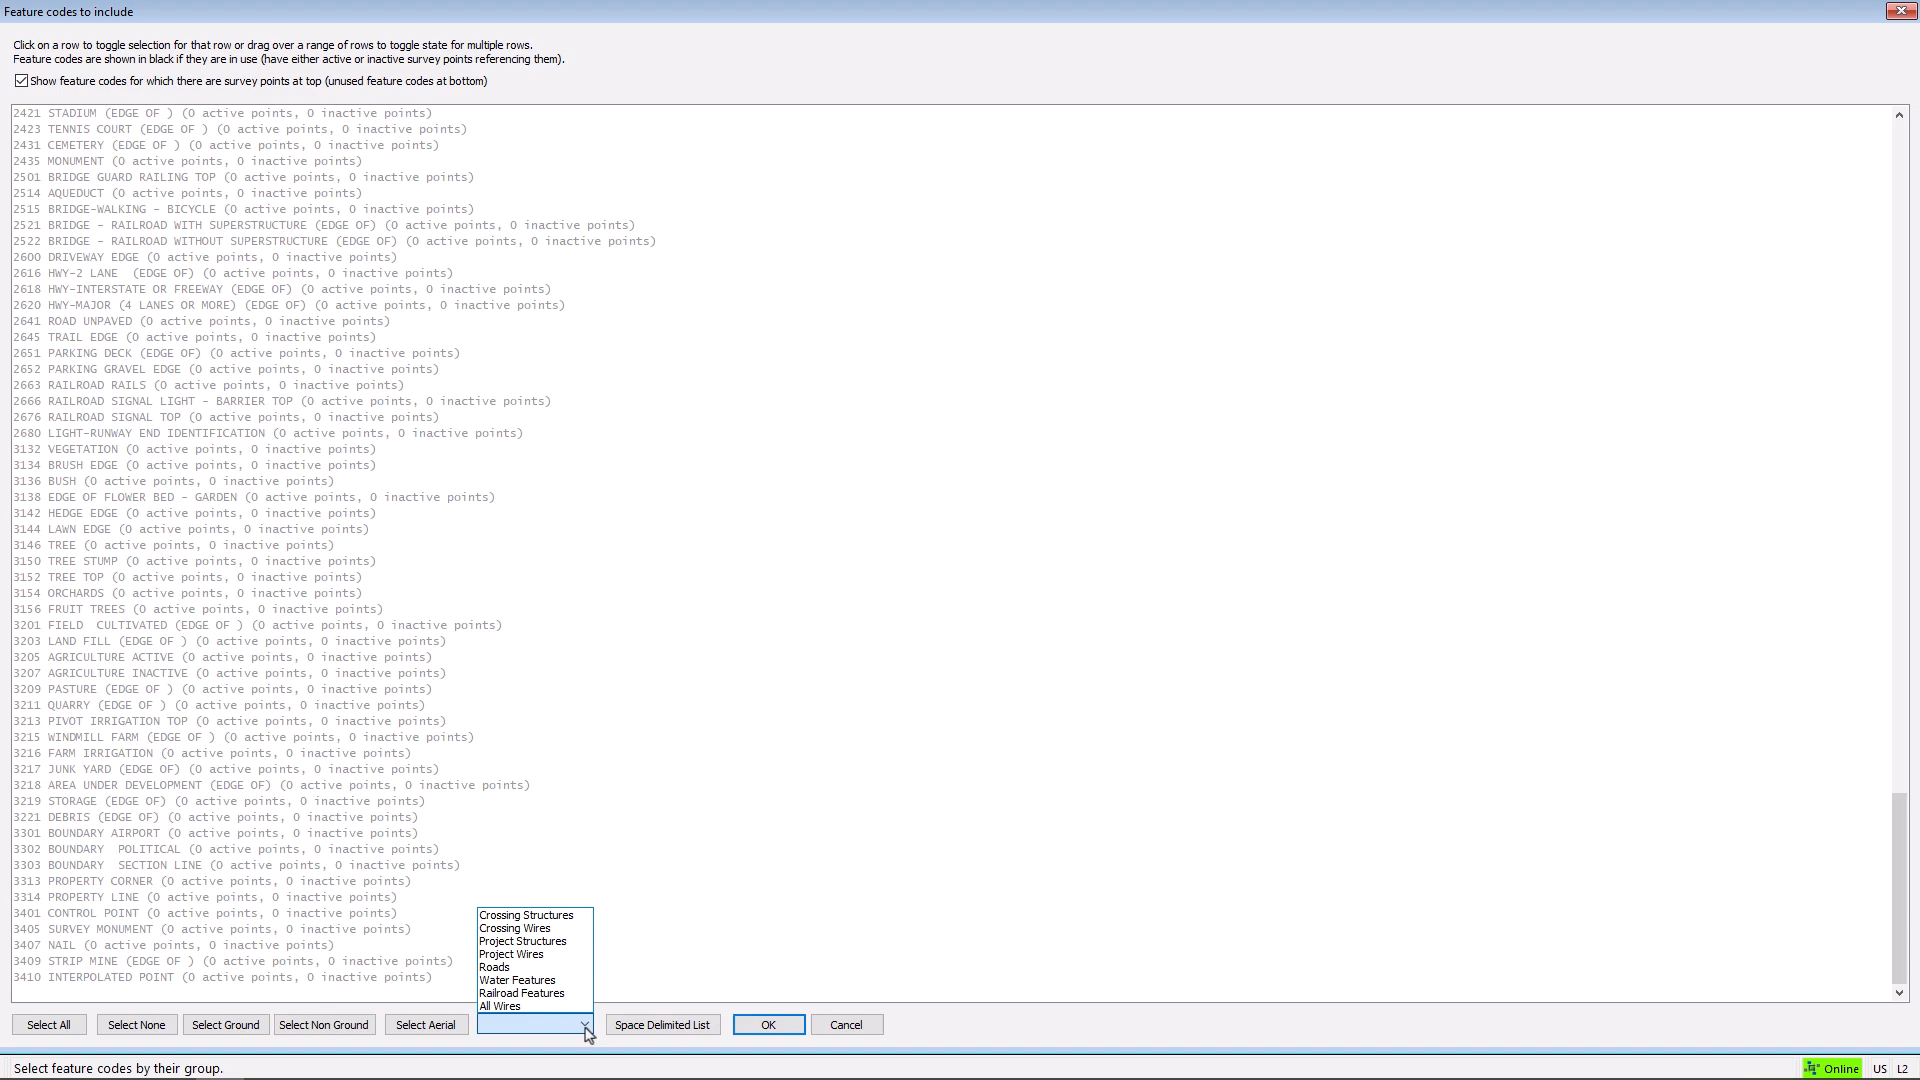 Feature codes to include
Click on a row to toggle selection for that row or drag over a range of rows to toggle state for multiple rows.
Feature codes are shown in black if they are in use (have either active or inactive survey points referencing them).
Show feature codes for which there are survey points at top (unused feature codes at bottom)
2421 STADIUM (EDGE OF ) (0 active points, 0 inactive points)
2423 TENNIS COURT (EDGE OF ) (0 active points, 0 inactive points)
2431 CEMETERY (EDGE OF ) (0 active points, 0 inactive points)
2435 MONUMENT (0 active points, 0 inactive points)
2501 BRIDGE GUARD RAILING TOP (0 active points, 0 inactive points)
2514 AQUEDUCT (0 active points, 0 inactive points)
2515 BRIDGE-WALKING - BICYCLE (0 active points, 0 inactive points)
2521 BRIDGE - RAILROAD WITH SUPERSTRUCTURE (EDGE OF) (0 active points, 0 inactive points)
2522 BRIDGE - RAILROAD WITHOUT SUPERSTRUCTURE (EDGE OF) (0 active points, 0 inactive points)
2600 DRIVEWAY EDGE (0 active points, 0 inactive points)
2616 HWY-2 LANE  (EDGE OF) (0 active points, 0 inactive points)
2618 HWY-INTERSTATE OR FREEWAY (EDGE OF) (0 active points, 0 inactive points)
2620 HWY-MAJOR (4 LANES OR MORE) (EDGE OF) (0 active points, 0 inactive points)
2641 ROAD UNPAVED (0 active points, 0 inactive points)
2645 TRAIL EDGE (0 active points, 0 inactive points)
2651 PARKING DECK (EDGE OF) (0 active points, 0 inactive points)
2652 PARKING GRAVEL EDGE (0 active points, 0 inactive points)
2663 RAILROAD RAILS (0 active points, 0 inactive points)
2666 RAILROAD SIGNAL LIGHT - BARRIER TOP (0 active points, 0 inactive points)
2676 RAILROAD SIGNAL TOP (0 active points, 0 inactive points)
2680 LIGHT-RUNWAY END IDENTIFICATION (0 active points, 0 inactive points)
3132 VEGETATION (0 active points, 0 inactive points)
3134 BRUSH EDGE (0 active points, 0 inactive points)
3136 BUSH (0 active points, 0 inactive points)
3138 EDGE OF FLOWER BED - GARDEN (0 active points, 0 inactive points)
3142 HEDGE EDGE (0 active points, 0 inactive points)
3144 LAWN EDGE (0 active points, 0 inactive points)
3146 TREE (0 active points, 0 inactive points)
3150 TREE STUMP (0 active points, 0 inactive points)
3152 TREE TOP (0 active points, 0 inactive points)
3154 ORCHARDS (0 active points, 0 inactive points)
3156 FRUIT TREES (0 active points, 0 inactive points)
3201 FIELD  CULTIVATED (EDGE OF ) (0 active points, 0 inactive points)
3203 LAND FILL (EDGE OF ) (0 active points, 0 inactive points)
3205 AGRICULTURE ACTIVE (0 active points, 0 inactive points)
3207 AGRICULTURE INACTIVE (0 active points, 0 inactive points)
3209 PASTURE (EDGE OF ) (0 active points, 0 inactive points)
3211 QUARRY (EDGE OF ) (0 active points, 0 inactive points)
3213 PIVOT IRRIGATION TOP (0 active points, 0 inactive points)
3215 WINDMILL FARM (EDGE OF ) (0 active points, 0 inactive points)
3216 FARM IRRIGATION (0 active points, 0 inactive points)
3217 JUNK YARD (EDGE OF) (0 active points, 0 inactive points)
3218 AREA UNDER DEVELOPMENT (EDGE OF) (0 active points, 0 inactive points)
3219 STORAGE (EDGE OF) (0 active points, 0 inactive points)
3221 DEBRIS (EDGE OF) (0 active points, 0 inactive points)
3301 BOUNDARY AIRPORT (0 active points, 0 inactive points)
3302 BOUNDARY  POLITICAL (0 active points, 0 inactive points)
3303 BOUNDARY  SECTION LINE (0 active points, 0 inactive points)
3313 PROPERTY CORNER (0 active points, 0 inactive points)
3314 PROPERTY LINE (0 active points, 0 inactive points)
3401 CONTROL POINT (0 active points, 0 inactive points)
3405 SURVEY MONUMENT (0 active points, 0 inactive points)
3407 NAIL (0 active points, 0 inactive points)
3409 STRIP MINE (EDGE OF ) (0 active points, 0 inactive points)
3410 INTERPOLATED POINT (0 active points, 0 inactive points)
Crossing Structures
Crossing Wires
Project Structures
Project Wires
Roads
Water Features
Railroad Features
All Wires
Select All
Select None
Select Ground
Select Non Ground
Select Aerial
Space Delimited List
OK
Cancel
Select feature codes by their group.
Online
US
L2